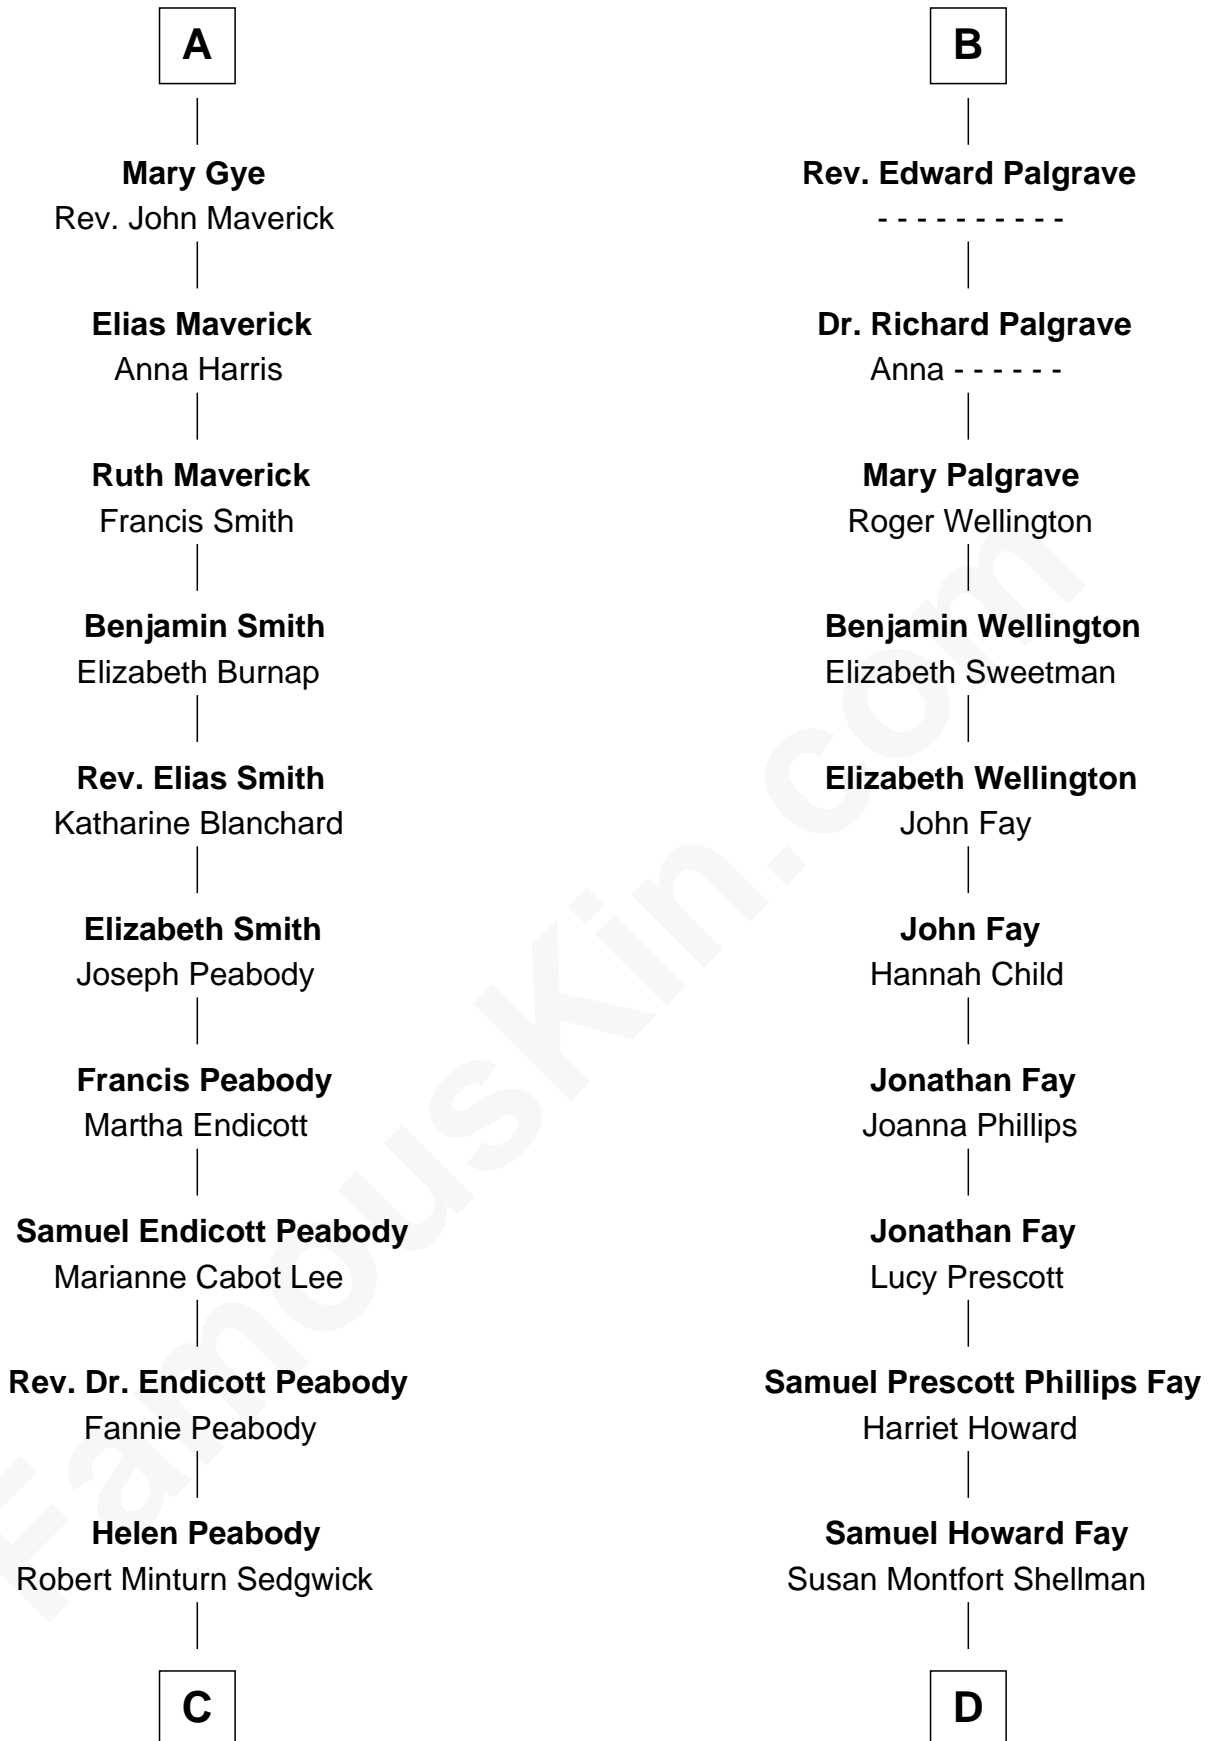 A
Mary Gye
Rev. John Maverick
Elias Maverick
Anna Harris
Ruth Maverick
Francis Smith
Benjamin Smith
Elizabeth Burnap
Rev. Elias Smith
Katharine Blanchard
Elizabeth Smith
Joseph Peabody
Francis Peabody
Martha Endicott
Samuel Endicott Peabody
Marianne Cabot Lee
Rev. Dr. Endicott Peabody
Fannie Peabody
Helen Peabody
Robert Minturn Sedgwick
C
B
Rev. Edward Palgrave
- - - - - - - - - -
Dr. Richard Palgrave
Anna - - - - - -
Mary Palgrave
Roger Wellington
Benjamin Wellington
Elizabeth Sweetman
Elizabeth Wellington
John Fay
John Fay
Hannah Child
Jonathan Fay
Joanna Phillips
Jonathan Fay
Lucy Prescott
Samuel Prescott Phillips Fay
Harriet Howard
Samuel Howard Fay
Susan Montfort Shellman
D
FamousKin.com